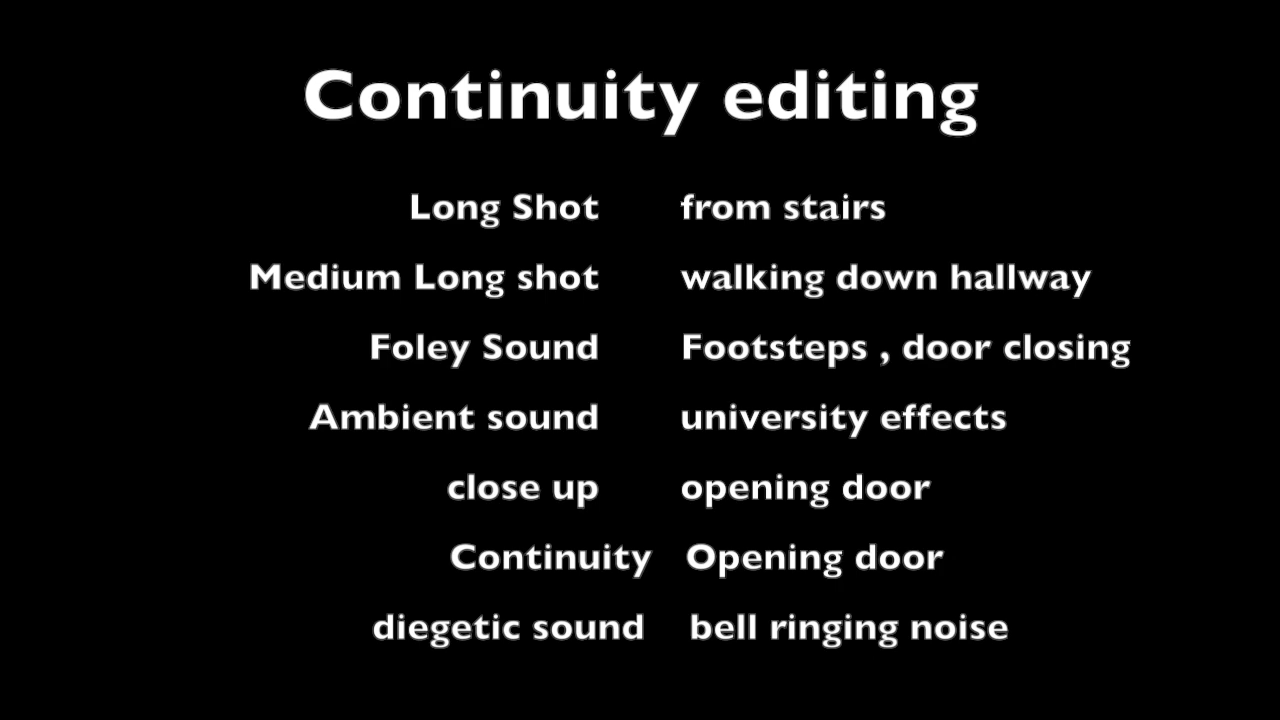 Continuity editing
Long Shot from stairs
Medium Long shot walking down hallway
Foley Sound Footsteps , door closing
Ambient sound university effects
close up opening door
Continuity Opening door
diegetic sound bell ringing noise